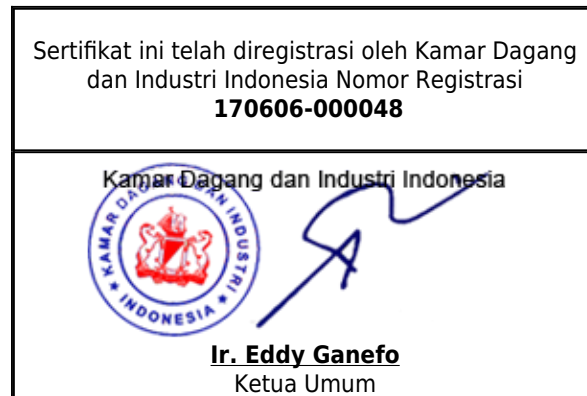 Sertifikat ini telah diregistrasi oleh Kamar Dagang
dan Industri Indonesia Nomor Registrasi
170606-000048
Kamar Dagang dan Industri Indonesia
KAMAR DAGANG DAN INDUSTRI
INDONESIA
Ir. Eddy Ganefo
Ketua Umum